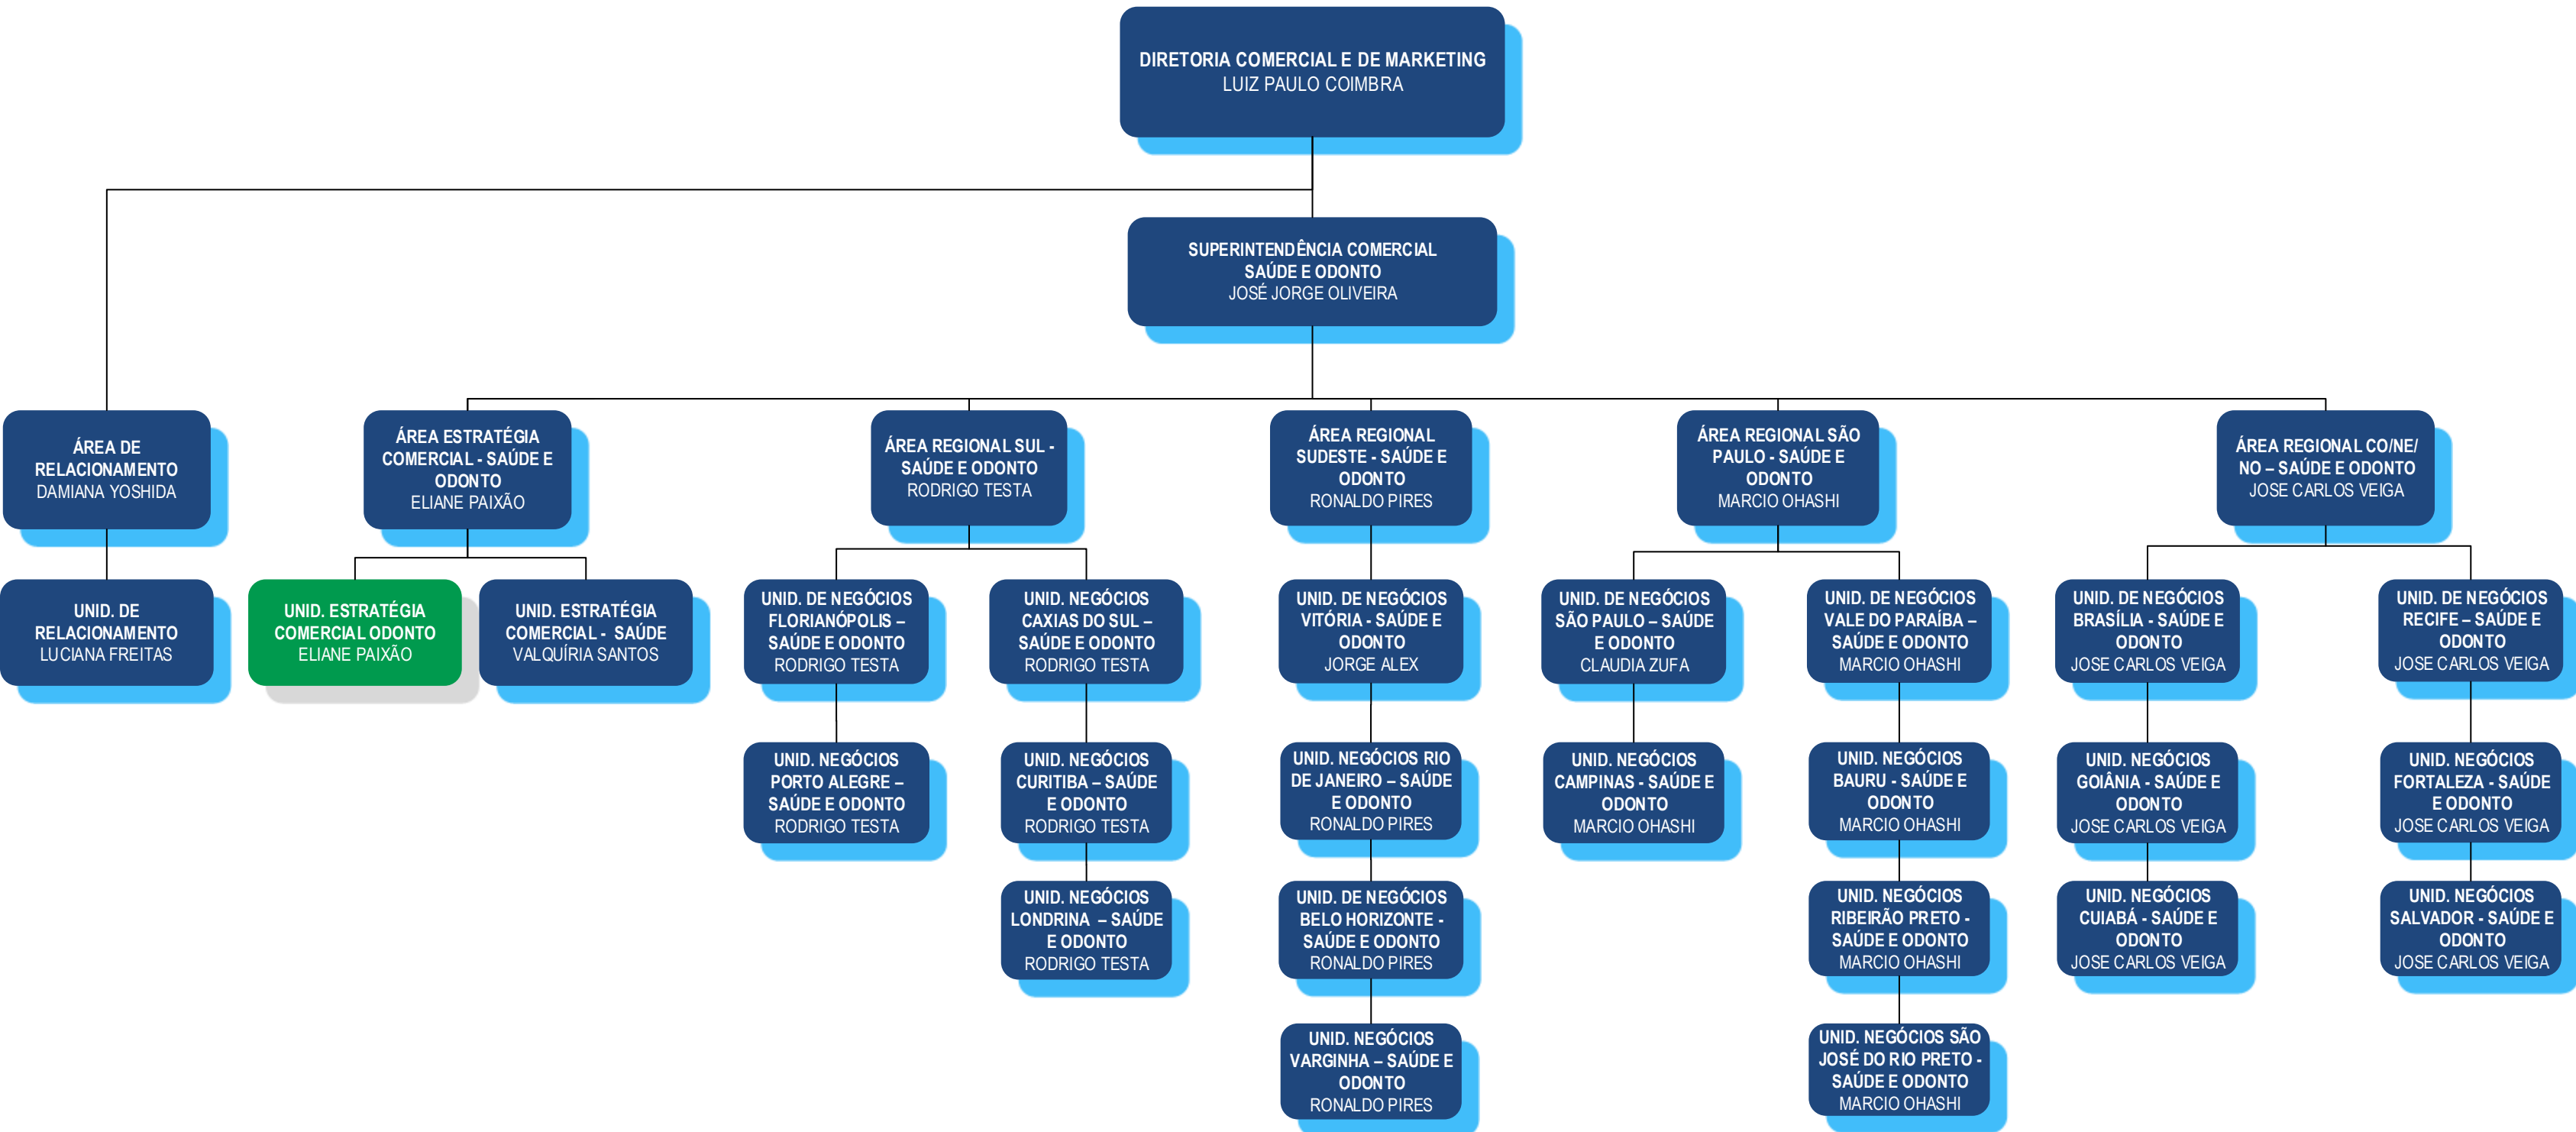 DIRETORIA COMERCIAL E DE MARKETING
LUIZ PAULO COIMBRA
SUPERINTENDÊNCIA COMERCIAL
SAÚDE E ODONTO
JOSÉ JORGE OLIVEIRA
ÁREA DE
RELACIONAMENTO
DAMIANA YOSHIDA
ÁREA ESTRATÉGIA
COMERCIAL - SAÚDE E
ODONTO
ELIANE PAIXÃO
ÁREA REGIONAL SUL -
SAÚDE E ODONTO
RODRIGO TESTA
ÁREA REGIONAL
SUDESTE - SAÚDE E
ODONTO
RONALDO PIRES
ÁREA REGIONAL SÃO
PAULO - SAÚDE E
ODONTO
MARCIO OHASHI
ÁREA REGIONAL CO/NE/
NO – SAÚDE E ODONTO
JOSE CARLOS VEIGA
UNID. DE
RELACIONAMENTO
LUCIANA FREITAS
UNID. ESTRATÉGIA
COMERCIAL ODONTO
ELIANE PAIXÃO
UNID. ESTRATÉGIA
COMERCIAL - SAÚDE
VALQUÍRIA SANTOS
UNID. DE NEGÓCIOS
FLORIANÓPOLIS –
SAÚDE E ODONTO
RODRIGO TESTA
UNID. NEGÓCIOS
CAXIAS DO SUL –
SAÚDE E ODONTO
RODRIGO TESTA
UNID. DE NEGÓCIOS
VITÓRIA - SAÚDE E
ODONTO
JORGE ALEX
UNID. DE NEGÓCIOS
SÃO PAULO – SAÚDE
E ODONTO
CLAUDIA ZUFA
UNID. DE NEGÓCIOS
VALE DO PARAÍBA –
SAÚDE E ODONTO
MARCIO OHASHI
UNID. DE NEGÓCIOS
BRASÍLIA - SAÚDE E
ODONTO
JOSE CARLOS VEIGA
UNID. DE NEGÓCIOS
RECIFE – SAÚDE E
ODONTO
JOSE CARLOS VEIGA
UNID. NEGÓCIOS
PORTO ALEGRE –
SAÚDE E ODONTO
RODRIGO TESTA
UNID. NEGÓCIOS
CURITIBA – SAÚDE
E ODONTO
RODRIGO TESTA
UNID. NEGÓCIOS RIO
DE JANEIRO – SAÚDE
E ODONTO
RONALDO PIRES
UNID. NEGÓCIOS
CAMPINAS - SAÚDE E
ODONTO
MARCIO OHASHI
UNID. NEGÓCIOS
BAURU - SAÚDE E
ODONTO
MARCIO OHASHI
UNID. NEGÓCIOS
GOIÂNIA - SAÚDE E
ODONTO
JOSE CARLOS VEIGA
UNID. NEGÓCIOS
FORTALEZA - SAÚDE
E ODONTO
JOSE CARLOS VEIGA
UNID. NEGÓCIOS
LONDRINA – SAÚDE
E ODONTO
RODRIGO TESTA
UNID. DE NEGÓCIOS
BELO HORIZONTE -
SAÚDE E ODONTO
RONALDO PIRES
UNID. NEGÓCIOS
RIBEIRÃO PRETO -
SAÚDE E ODONTO
MARCIO OHASHI
UNID. NEGÓCIOS
CUIABÁ - SAÚDE E
ODONTO
JOSE CARLOS VEIGA
UNID. NEGÓCIOS
SALVADOR - SAÚDE E
ODONTO
JOSE CARLOS VEIGA
UNID. NEGÓCIOS
VARGINHA – SAÚDE E
ODONTO
RONALDO PIRES
UNID. NEGÓCIOS SÃO
JOSÉ DO RIO PRETO -
SAÚDE E ODONTO
MARCIO OHASHI